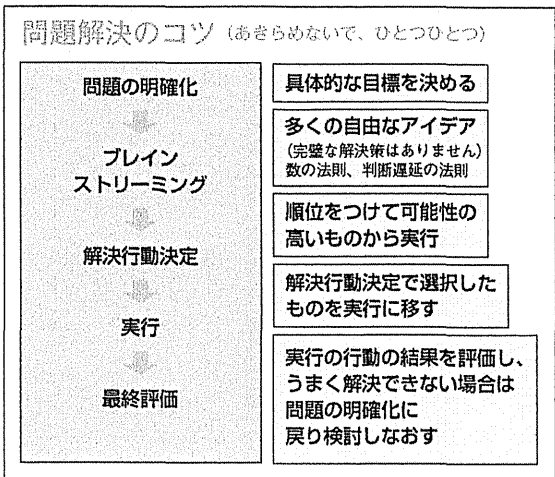 問題解決のコツ（あきらめないで、ひとつひとつ）
問題の明確化
具体的な目標を決める
ブレイン
ストリーミング
多くの自由なアイデア
（完璧な解決策はありません）
数の法則、判断遅延の法則
解決行動決定
順位をつけて可能性の
高いものから実行
実行
解決行動決定で選択した
ものを実行に移す
最終評価
実行の行動の結果を評価し、
うまく解決できない場合は
問題の明確化に
戻り検討しなおす